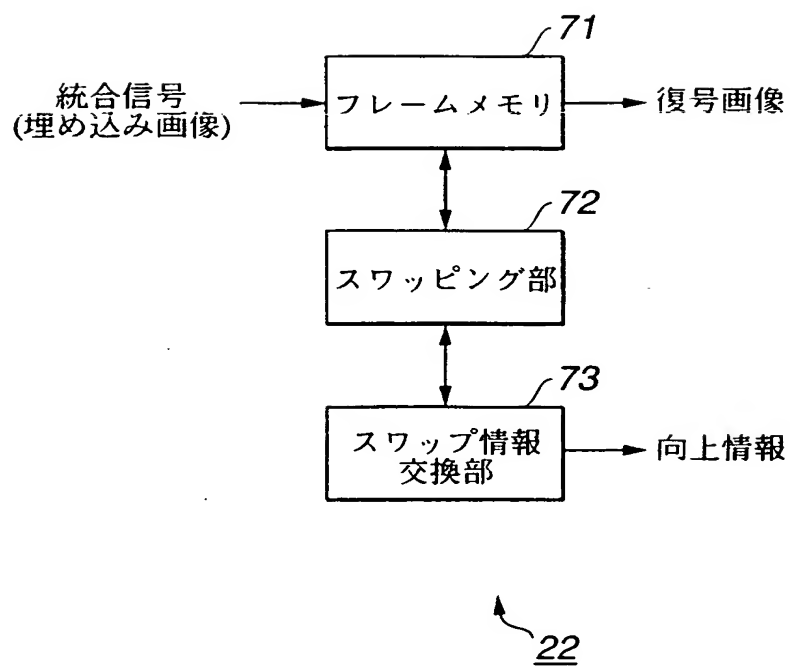 71
統合信号
(埋め込み画像)
フレームメモリ
復号画像
72
スワッピング部
73
スワップ情報
交換部
向上情報
22